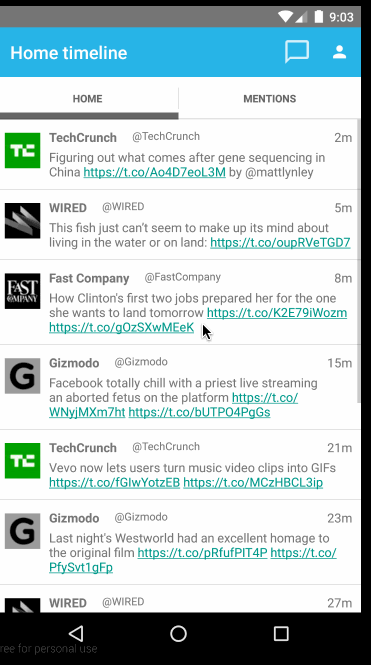 9:03
Home timeline
HOME MENTIONS
TechCrunch @TechCrunch 2m
Figuring out what comes after gene sequencing in
China https://t.co/Ao4D7eoL3M by @mattlynley
WIRED @WIRED 5m
This fish just can't seem to make up its mind about
living in the water or on land: https://t.co/oupRVeTGD7
FAST COMPANY
Fast Company @FastCompany 8m
How Clinton's first two jobs prepared her for the one
she wants to land tomorrow https://t.co/K2E79iWozm
https://t.co/gOzSXwMEeK
G
Gizmodo @Gizmodo 15m
Facebook totally chill with a priest live streaming
an aborted fetus on the platform https://t.co/
WNyjMXm7ht https://t.co/bUTPO4PgGs
TechCrunch @TechCrunch 21m
Vevo now lets users turn music video clips into GIFs
https://t.co/fGIwYotzEB https://t.co/MCzHBCL3ip
G
Gizmodo @Gizmodo 23m
Last night's Westworld had an excellent homage to
the original film https://t.co/pRfufPIT4P https://t.co/
PfySvt1gFp
WIRED @WIRED 27m
free for personal use